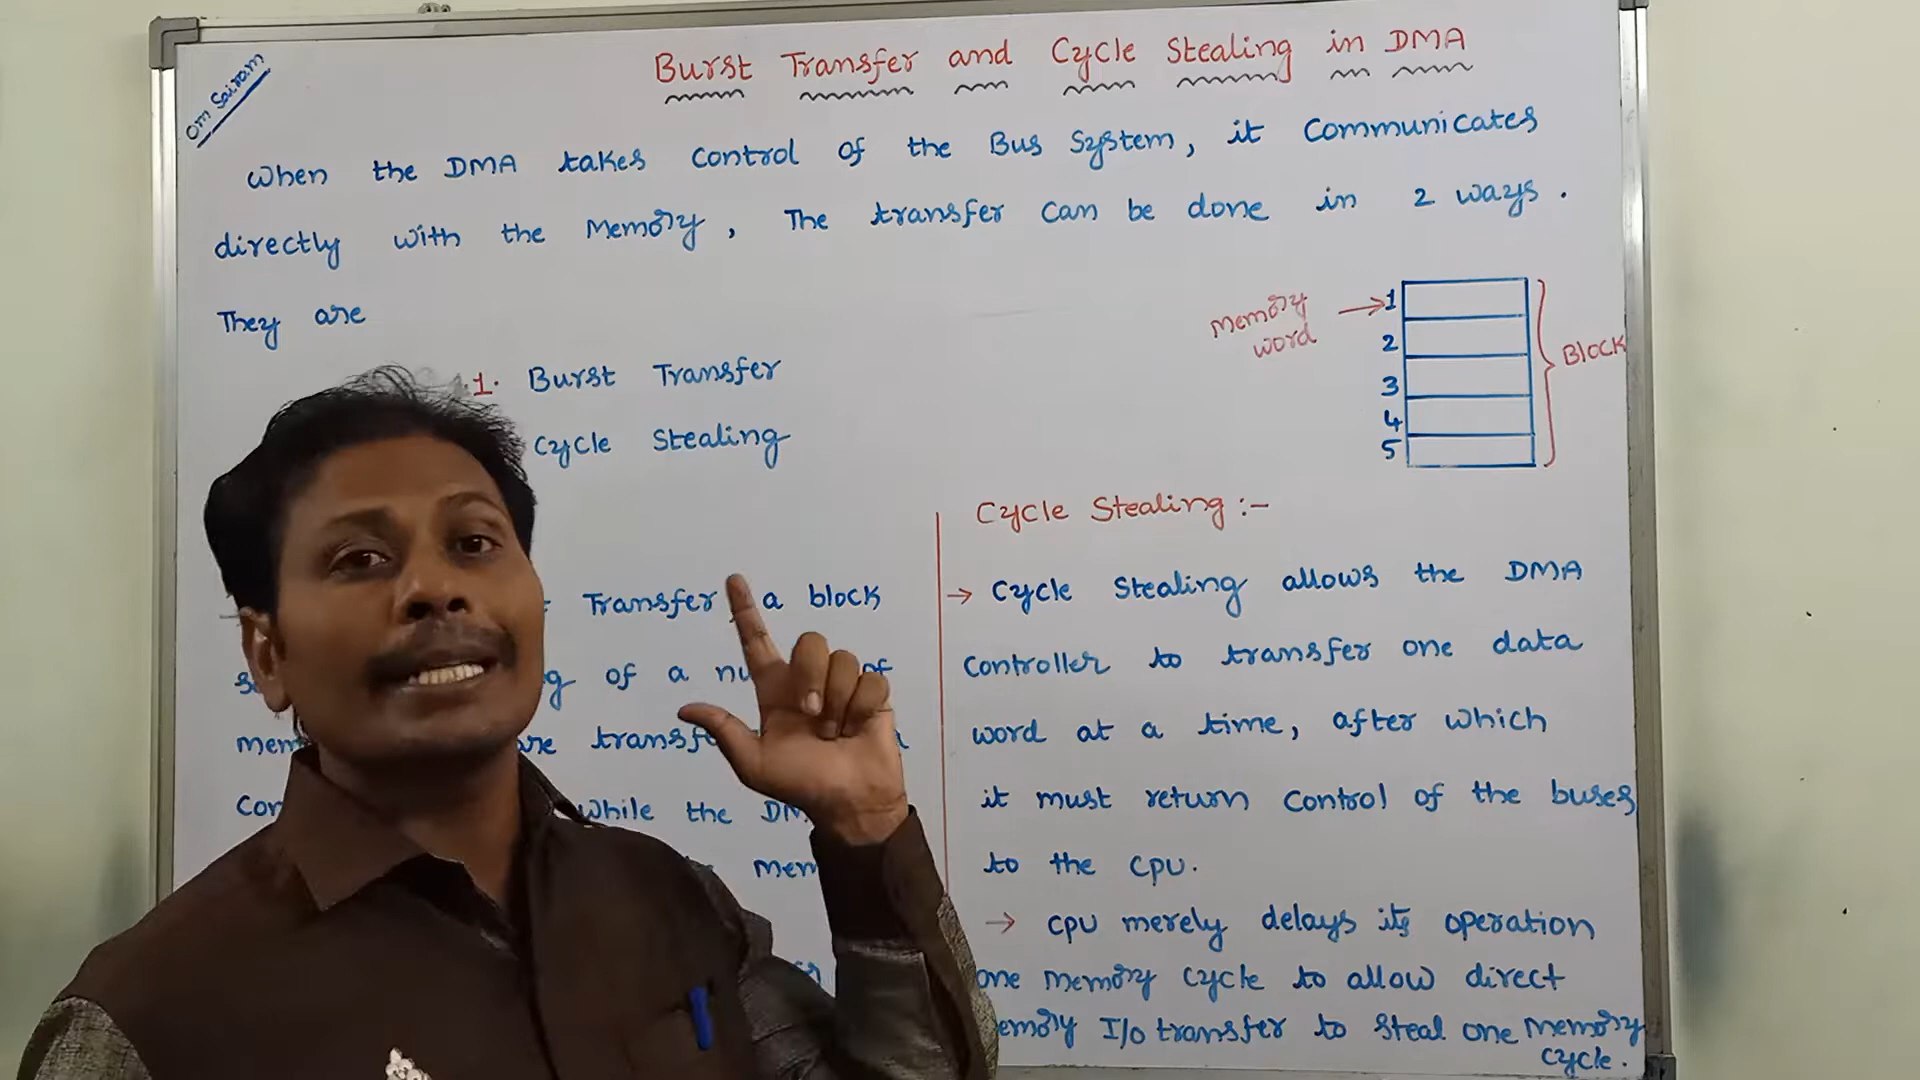 Om Sairam
Burst Transfer and Cycle Stealing in DMA
When the DMA takes control of the Bus System, it communicates
directly with the Memory, The transfer can be done in 2 ways.
They are
1. Burst Transfer
Cycle Stealing
Memory
word
1
2
3
4
5
Block
Transfer a block
of a of
are
while the
Cycle Stealing :-
→ Cycle Stealing allows the DMA
Controller to transfer one data
word at a time, after which
it must return control of the buses
to the CPU.
→ CPU merely delays its operation
one memory cycle to allow direct
I/O transfer to steal one memory
cycle.